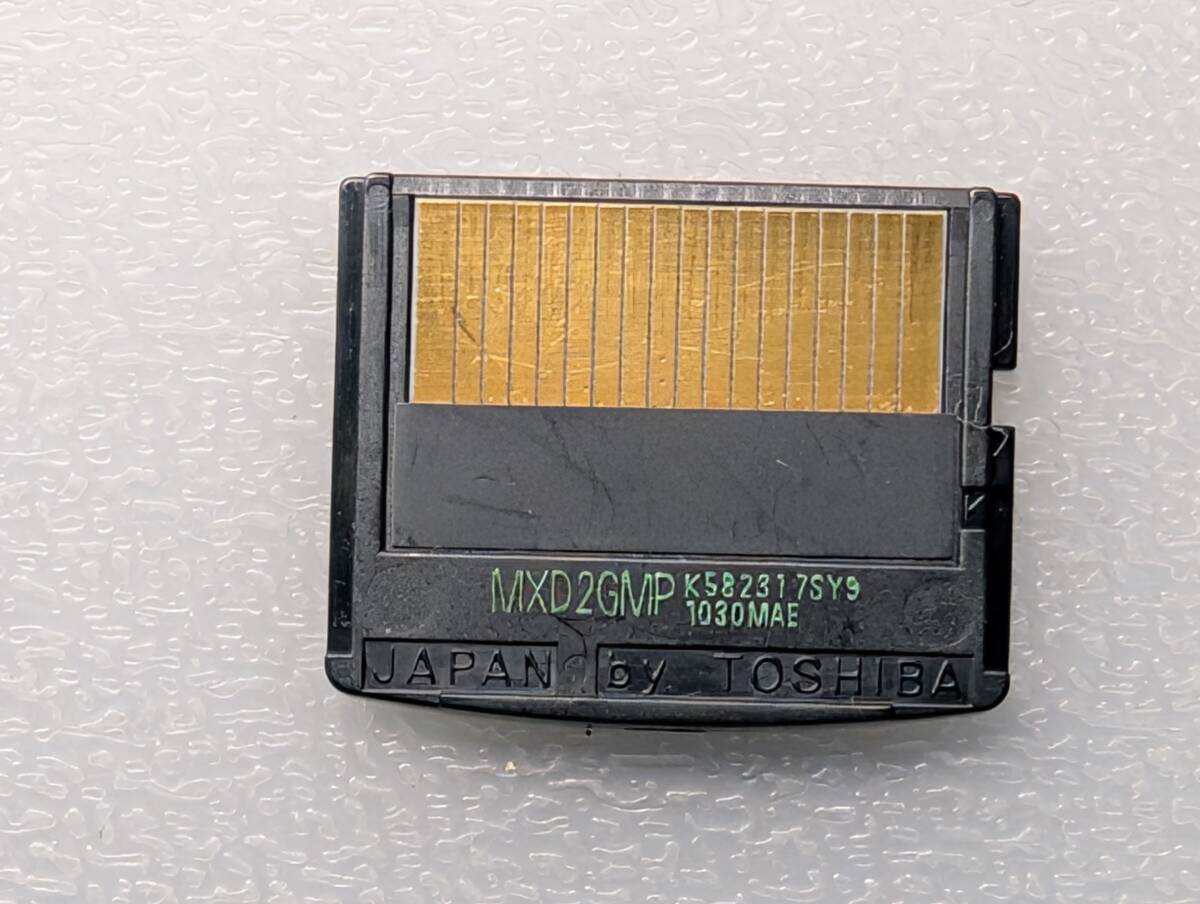 MXD2GMP K582317SY9
1030MAE
JAPAN by TOSHIBA